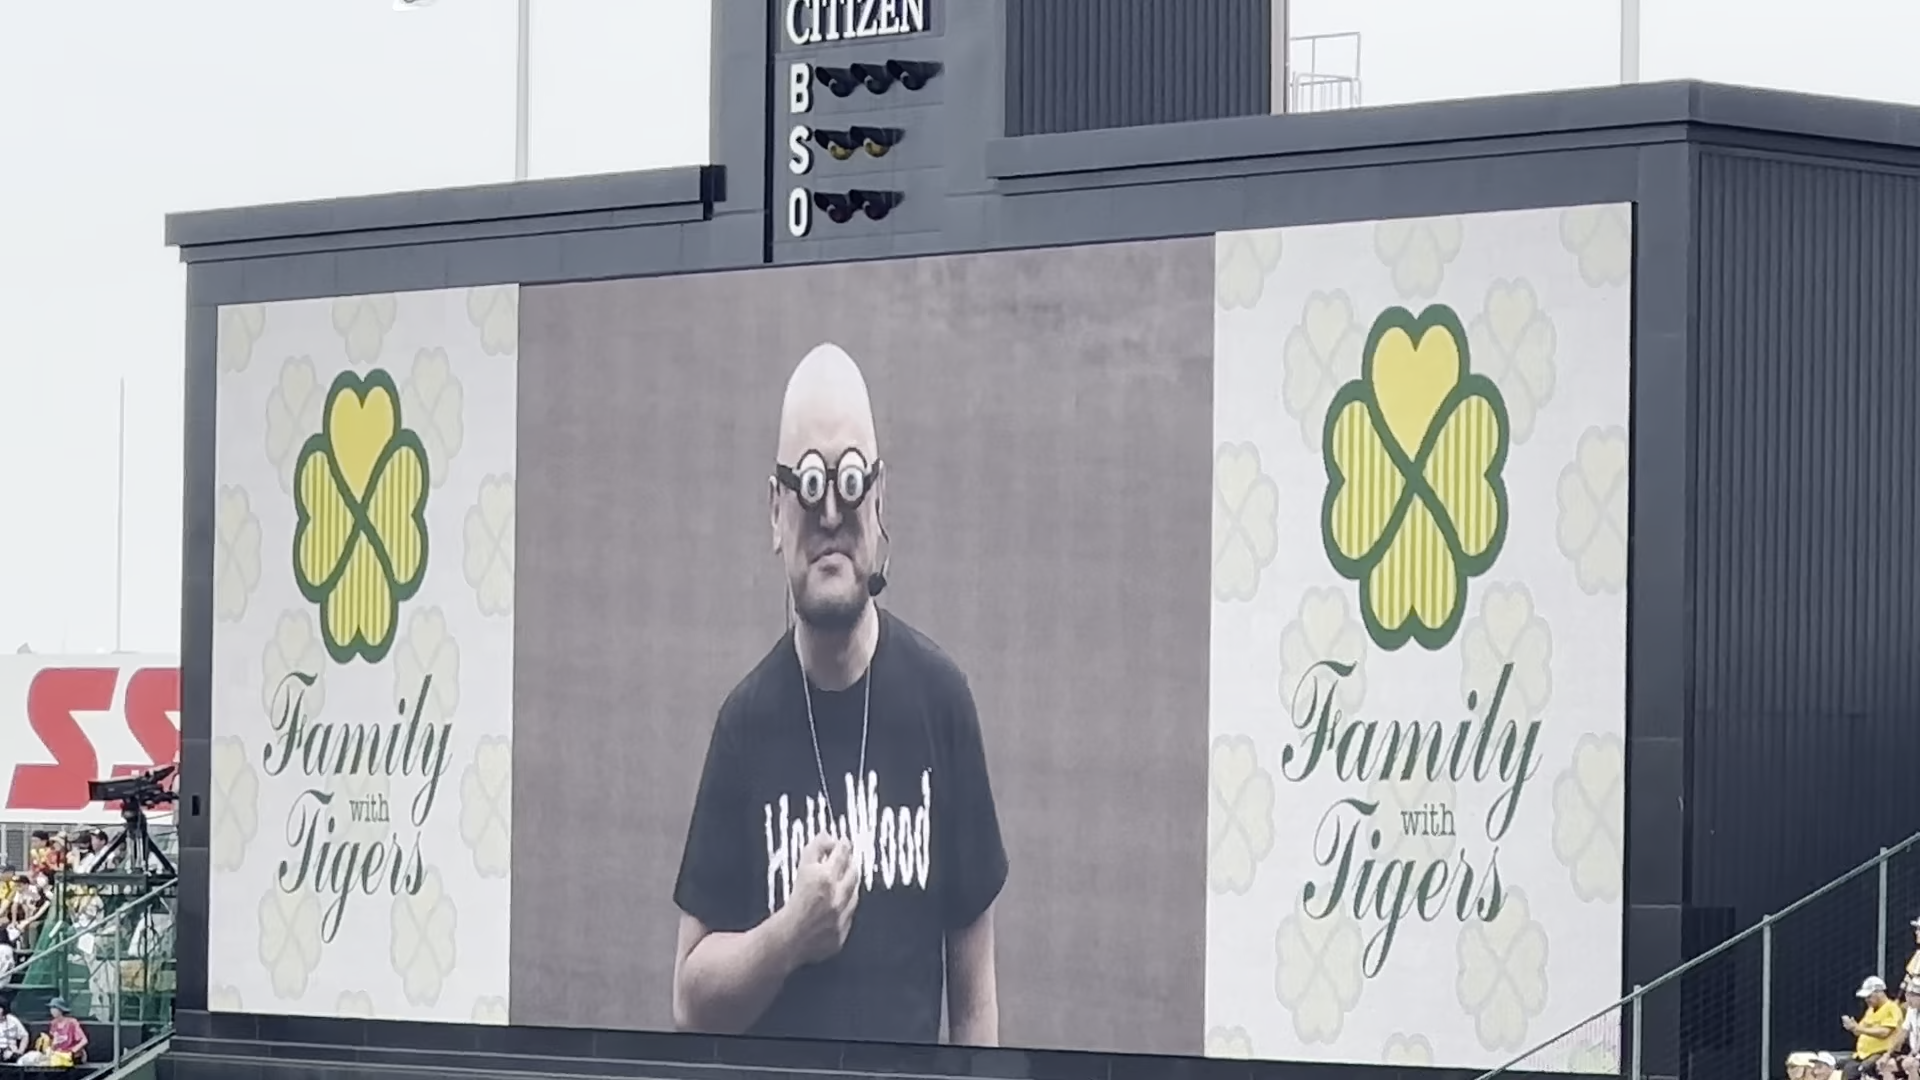 CITIZEN
B
S
O
Family
with
Tigers
HollyWood
Family
with
Tigers